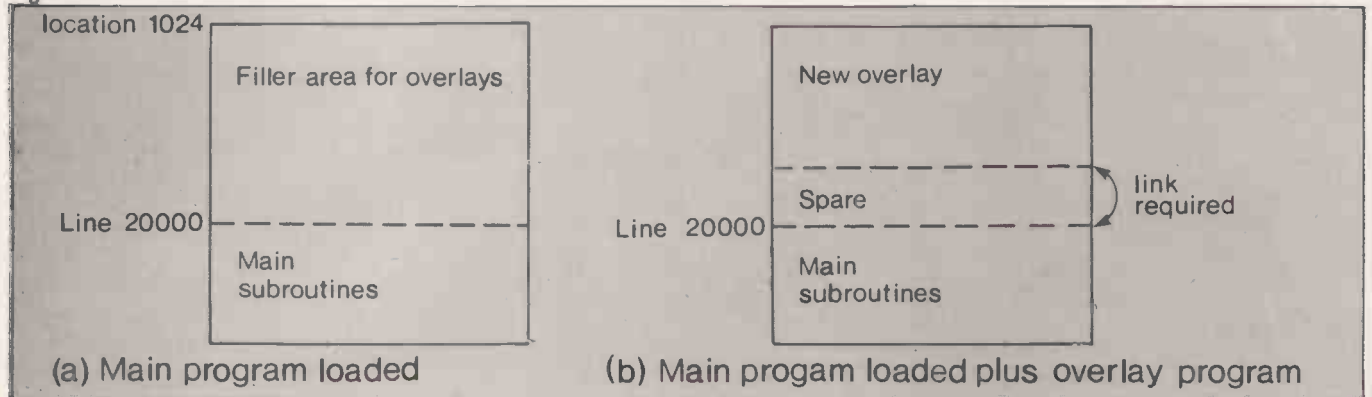 location 1024
Filler area for overlays
Line 20000
Main
subroutines
(a) Main program loaded
New overlay
Spare
link
required
Line 20000
Main
subroutines
(b) Main progam loaded plus overlay program